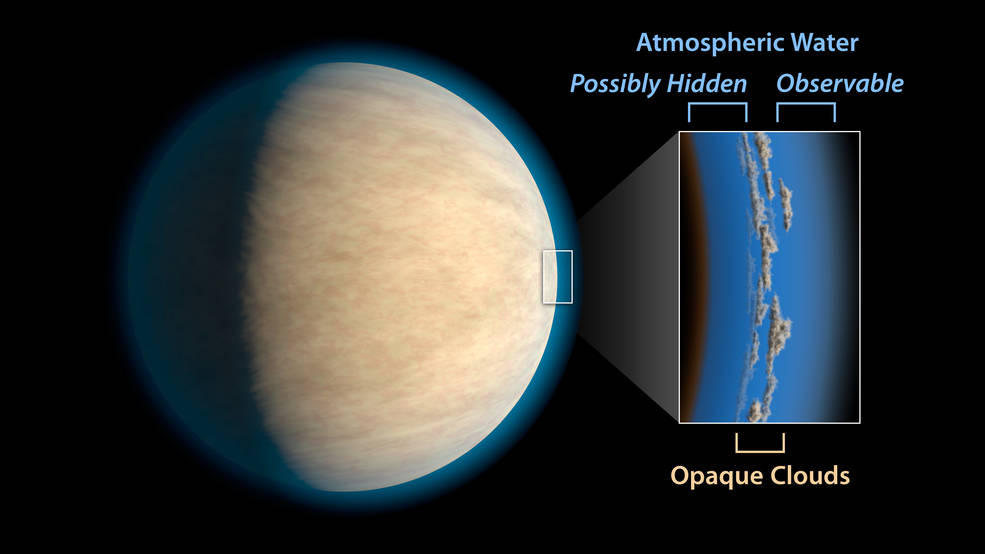 Atmospheric Water
Possibly Hidden Observable
Opaque Clouds